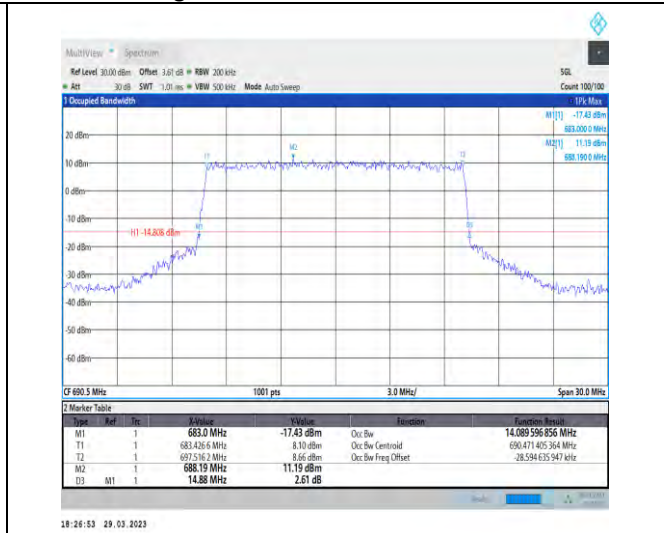 MultiView Spectrum
Ref Level 30.00 dBm Offset 3.61 dB RBW 200 kHz SGL
Att 30 dB SWT 1.01 ms VBW 500 kHz Mode Auto Sweep Count 100/100
1 Occupied Bandwidth 1Pk Max
M1[1] -17.43 dBm
683.000 0 MHz
M2[1] 11.19 dBm
688.190 0 MHz
20 dBm
M2
T1 T2
10 dBm
0 dBm
-10 dBm
H1 -14.806 dBm M1 D3
-20 dBm
-30 dBm
-40 dBm
-50 dBm
-60 dBm
CF 690.5 MHz 1001 pts 3.0 MHz/ Span 30.0 MHz
2 Marker Table
Type Ref Trc X-Value Y-Value Function Function Result
M1 1 683.0 MHz -17.43 dBm Occ Bw 14.089 596 856 MHz
T1 1 683.426 6 MHz 8.10 dBm Occ Bw Centroid 690.471 405 364 MHz
T2 1 697.516 2 MHz 8.66 dBm Occ Bw Freq Offset -28.594 635 947 kHz
M2 1 688.19 MHz 11.19 dBm
D3 M1 1 14.88 MHz 2.61 dB
18:26:53 29.03.2023